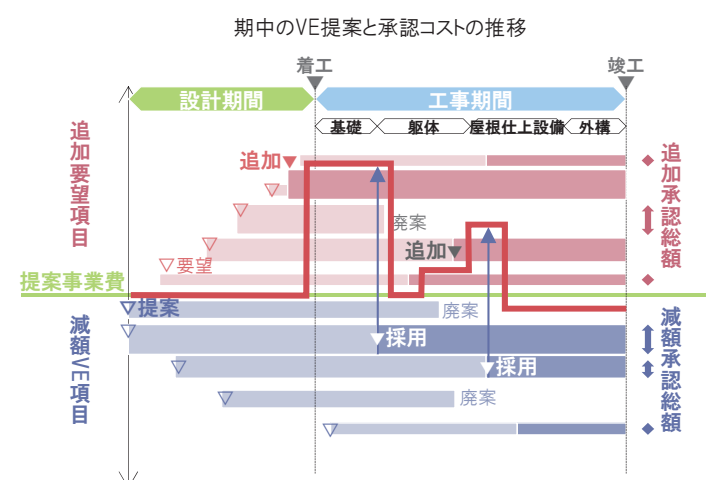 期中のVE提案と承認コストの推移
着工
竣工
設計期間
工事期間
基礎
躯体
屋根仕上設備
外構
追加要望項目
追加
追加承認総額
廃案
追加
要望
提案事業費
提案
廃案
減額VE項目
採用
減額承認総額
採用
廃案